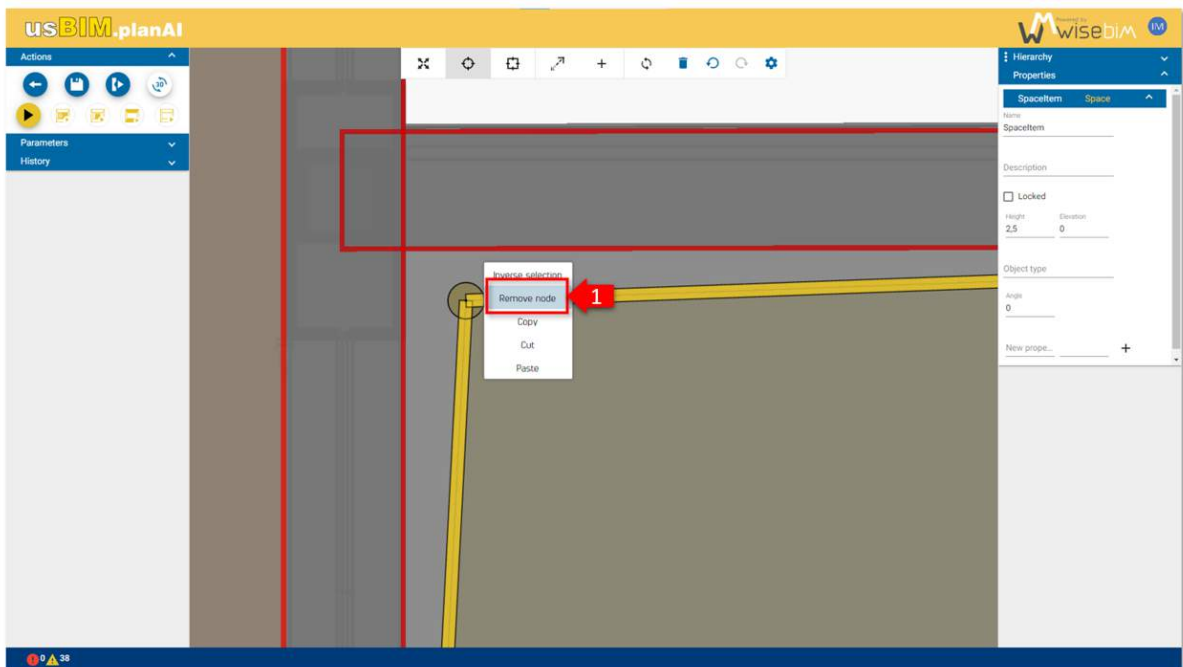 usBIM.planAI
Powered by
wisebim
IM
Actions
30
Parameters
History
Hierarchy
Properties
SpaceItem Space
Name
SpaceItem
Description
Locked
Height Elevation
2,5 0
Object type
Angle
0
New prope...
Inverse selection
Remove node
1
Copy
Cut
Paste
0 38